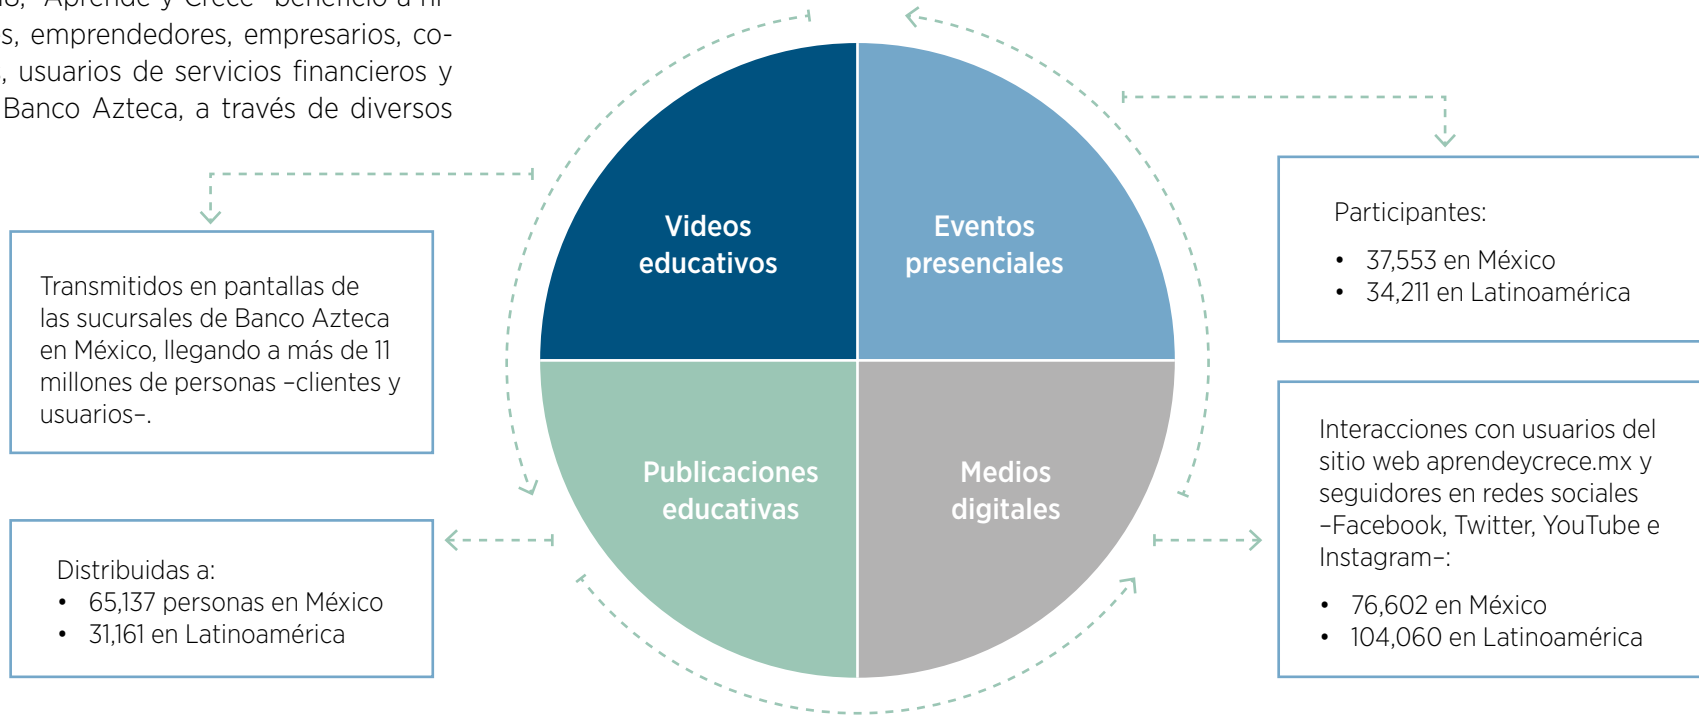 "Aprende y Crece" benefició a ni-
emprendedores, empresarios, co-
usuarios de servicios financieros y
Banco Azteca, a través de diversos
Videos
educativos
Transmitidos en pantallas de
las sucursales de Banco Azteca
en México, llegando a más de 11
millones de personas –clientes y
usuarios–.
Eventos
presenciales
Participantes:
• 37,553 en México
• 34,211 en Latinoamérica
Publicaciones
educativas
Distribuidas a:
• 65,137 personas en México
• 31,161 en Latinoamérica
Medios
digitales
Interacciones con usuarios del
sitio web aprendeycrece.mx y
seguidores en redes sociales
–Facebook, Twitter, YouTube e
Instagram–:
• 76,602 en México
• 104,060 en Latinoamérica